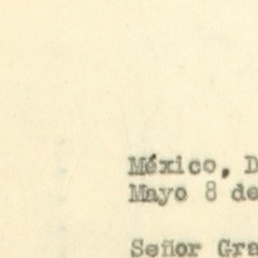 México, D
Mayo 8 de
Señor Gra